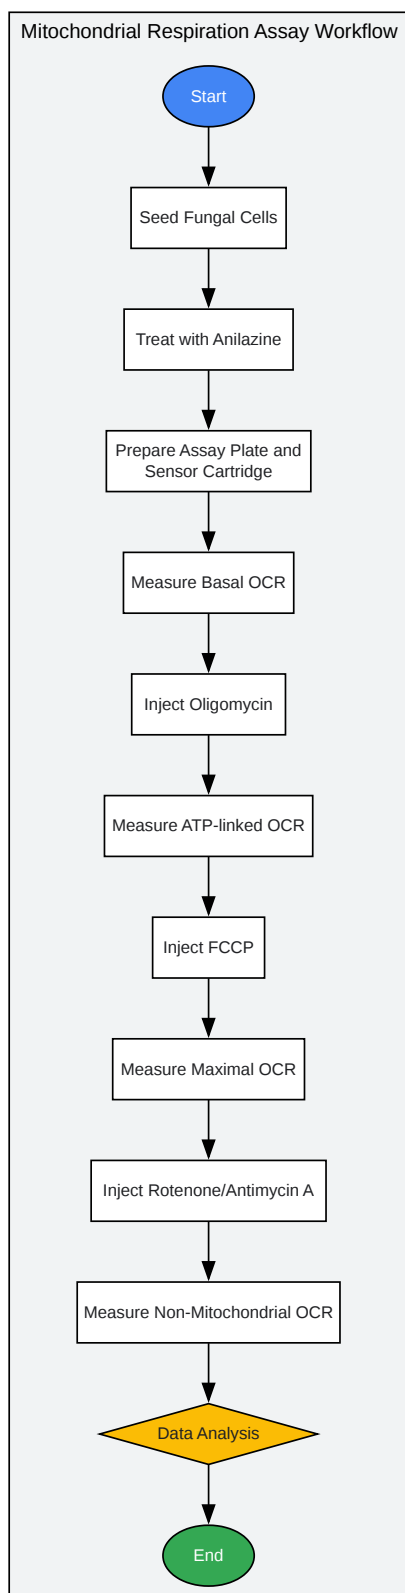 Mitochondrial Respiration Assay Workflow
Start
Seed Fungal Cells
Treat with Anilazine
Prepare Assay Plate and
Sensor Cartridge
Measure Basal OCR
Inject Oligomycin
Measure ATP-linked OCR
Inject FCCP
Measure Maximal OCR
Inject Rotenone/Antimycin A
Measure Non-Mitochondrial OCR
Data Analysis
End